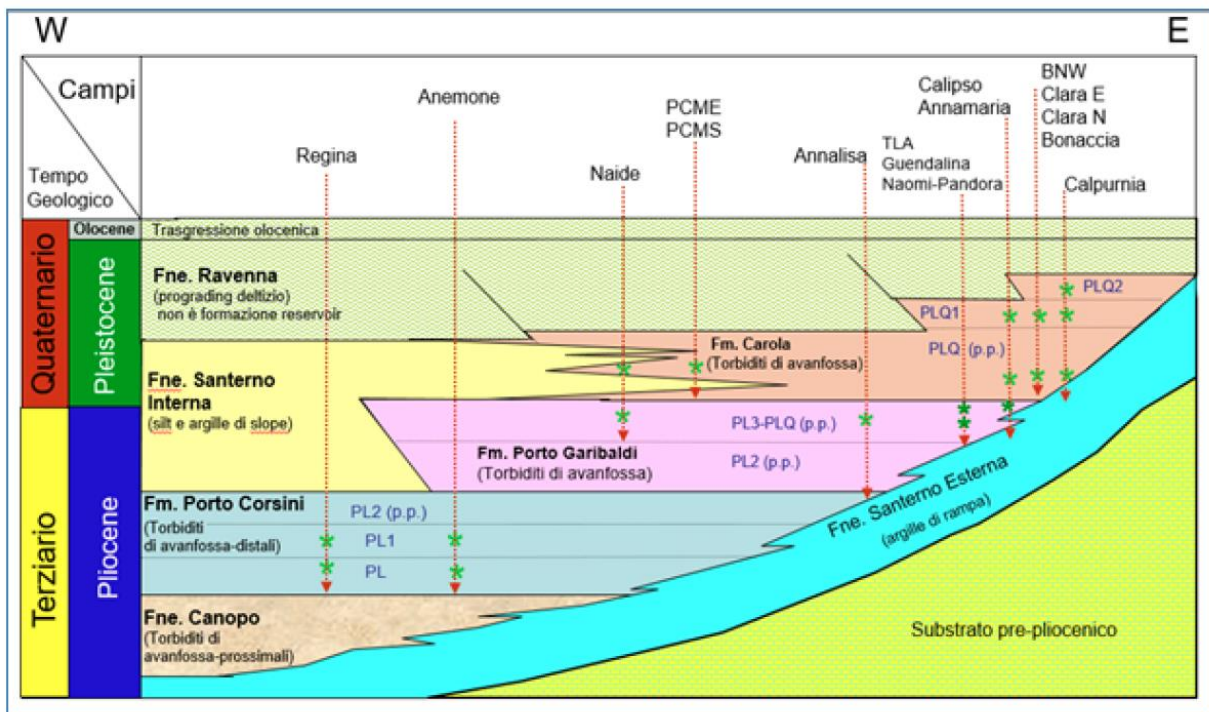 W
E
Campi
Tempo
Geologico
Regina
Anemone
Naide
PCME
PCMS
Annalisa
TLA
Guendalina
Naomi-Pandora
Calipso
Annamaria
BNW
Clara E
Clara N
Bonaccia
Calpurnia
Quaternario
Terziario
Olocene
Pleistocene
Pliocene
Trasgressione olocenica
Fne. Ravenna
(prograding deltizio)
non è formazione reservoir
PLQ2
PLQ1
PLQ (p.p.)
Fm. Carola
(Torbiditi di avanfossa)
Fne. Santerno
Interna
(silt e argille di slope)
PL3-PLQ (p.p.)
Fm. Porto Garibaldi
(Torbiditi di avanfossa)
PL2 (p.p.)
Fm. Porto Corsini
(Torbiditi
di avanfossa-distali)
PL2 (p.p.)
PL1
PL
Fne. Santerno Esterna
(argille di rampa)
Fne. Canopo
(Torbiditi di
avanfossa-prossimali)
Substrato pre-pliocenico